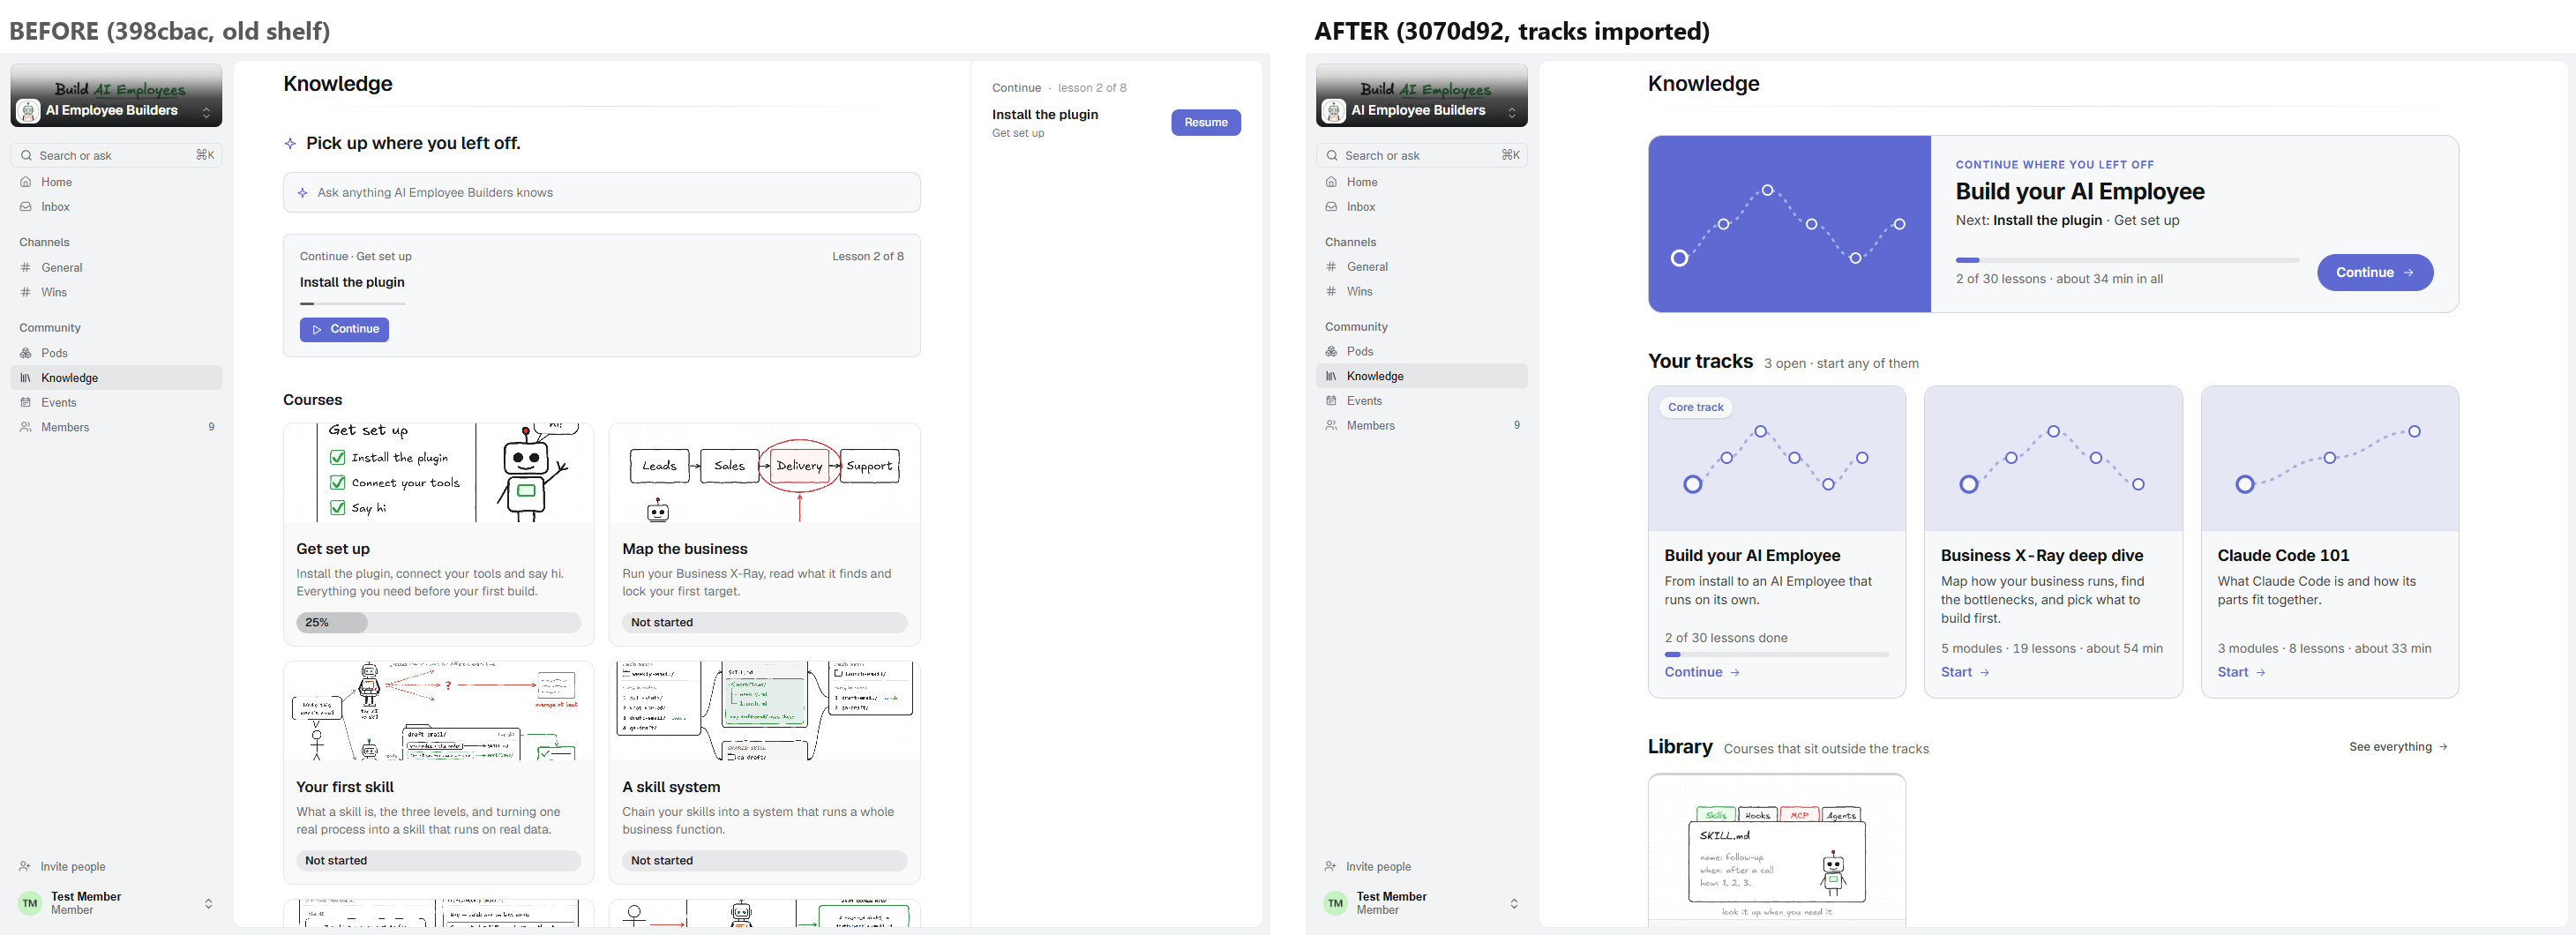 BEFORE (398cbac, old shelf)
Build AI Employees
AI Employee Builders
Search or ask ⌘K
Home
Inbox
Channels
# General
# Wins
Community
Pods
Knowledge
Events
Members 9
Invite people
TM
Test Member
Member
Knowledge
Pick up where you left off.
Ask anything AI Employee Builders knows
Continue · Get set up Lesson 2 of 8
Install the plugin
Continue
Courses
Get set up
Install the plugin
Connect your tools
Say hi
hi!
Get set up
Install the plugin, connect your tools and say hi.
Everything you need before your first build.
25%
Leads Sales Delivery Support
Map the business
Run your Business X-Ray, read what it finds and
lock your first target.
Not started
?
average at best
draft email/
Your first skill
What a skill is, the three levels, and turning one
real process into a skill that runs on real data.
Not started
weekly-email/
SKILL.md
launch-email/
SHARED SKILL
qa-draft/
A skill system
Chain your skills into a system that runs a whole
business function.
Not started
Continue · lesson 2 of 8
Install the plugin
Get set up
Resume
AFTER (3070d92, tracks imported)
Build AI Employees
AI Employee Builders
Search or ask ⌘K
Home
Inbox
Channels
# General
# Wins
Community
Pods
Knowledge
Events
Members 9
Invite people
TM
Test Member
Member
Knowledge
CONTINUE WHERE YOU LEFT OFF
Build your AI Employee
Next: Install the plugin · Get set up
2 of 30 lessons · about 34 min in all
Continue →
Your tracks 3 open · start any of them
Core track
Build your AI Employee
From install to an AI Employee that
runs on its own.
2 of 30 lessons done
Continue →
Business X-Ray deep dive
Map how your business runs, find
the bottlenecks, and pick what to
build first.
5 modules · 19 lessons · about 54 min
Start →
Claude Code 101
What Claude Code is and how its
parts fit together.
3 modules · 8 lessons · about 33 min
Start →
Library Courses that sit outside the tracks
See everything →
Skills Hooks MCP Agents
SKILL.md
name: follow-up
when: after a call
how: 1, 2, 3.
look it up when you need it